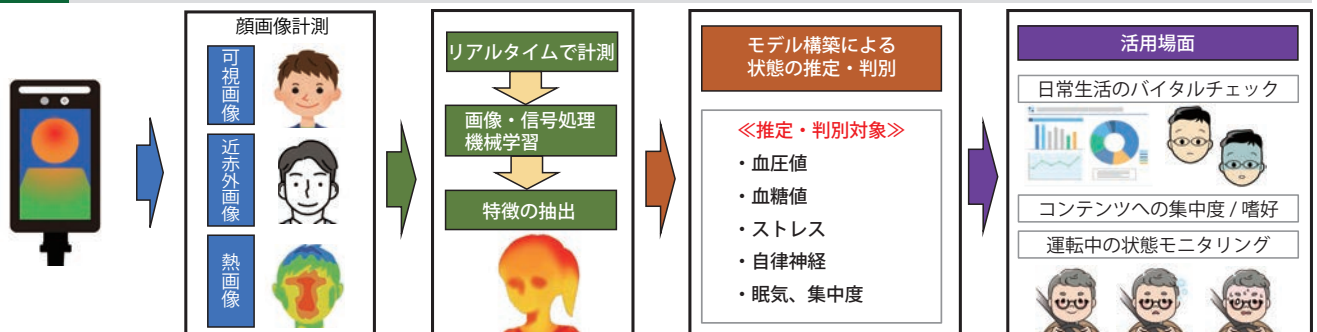 顔画像計測
可視画像
近赤外画像
熱画像
リアルタイムで計測
画像・信号処理
機械学習
特徴の抽出
モデル構築による
状態の推定・判別
≪推定・判別対象≫
・血圧値
・血糖値
・ストレス
・自律神経
・眠気、集中度
活用場面
日常生活のバイタルチェック
コンテンツへの集中度 / 嗜好
運転中の状態モニタリング